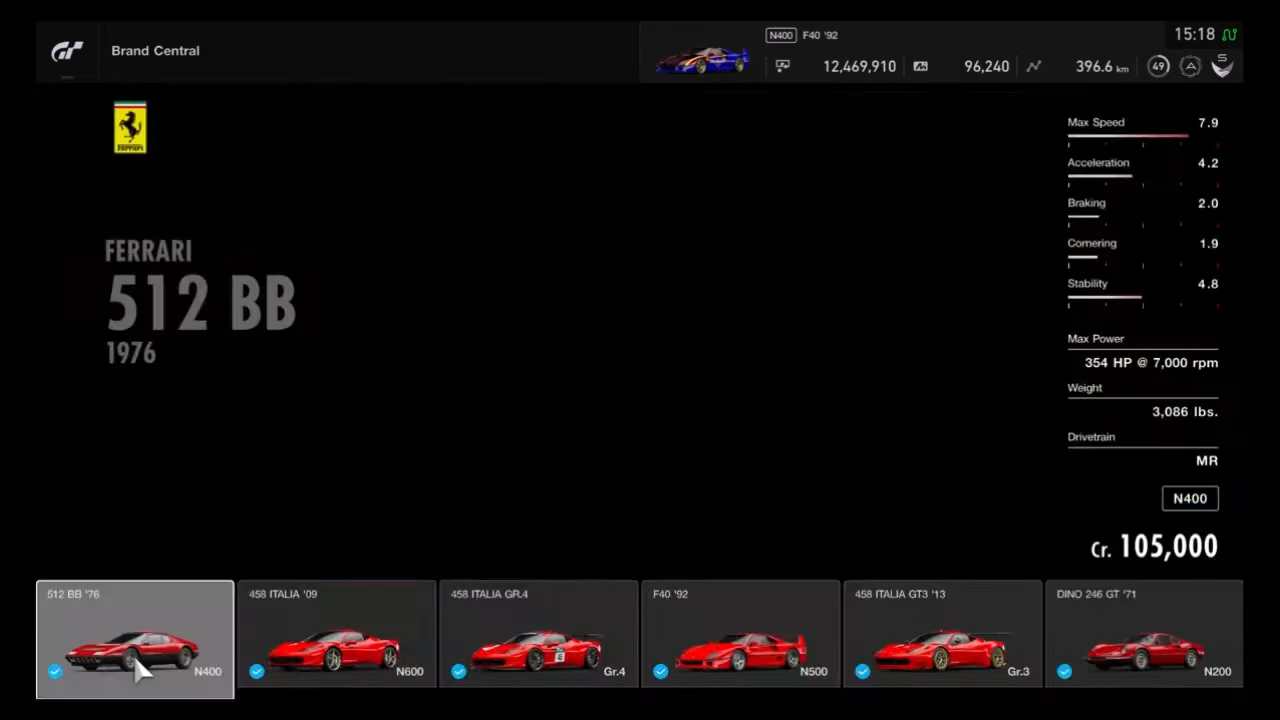 Brand Central
N400 F40 '92
15:18
12,469,910
96,240
396.6 km
49
S
Ferrari
FERRARI
512 BB
1976
Max Speed 7.9
Acceleration 4.2
Braking 2.0
Cornering 1.9
Stability 4.8
Max Power
354 HP @ 7,000 rpm
Weight
3,086 lbs.
Drivetrain
MR
N400
Cr. 105,000
512 BB '76
N400
458 ITALIA '09
N600
458 ITALIA GR.4
Gr.4
F40 '92
N500
458 ITALIA GT3 '13
Gr.3
DINO 246 GT '71
N200